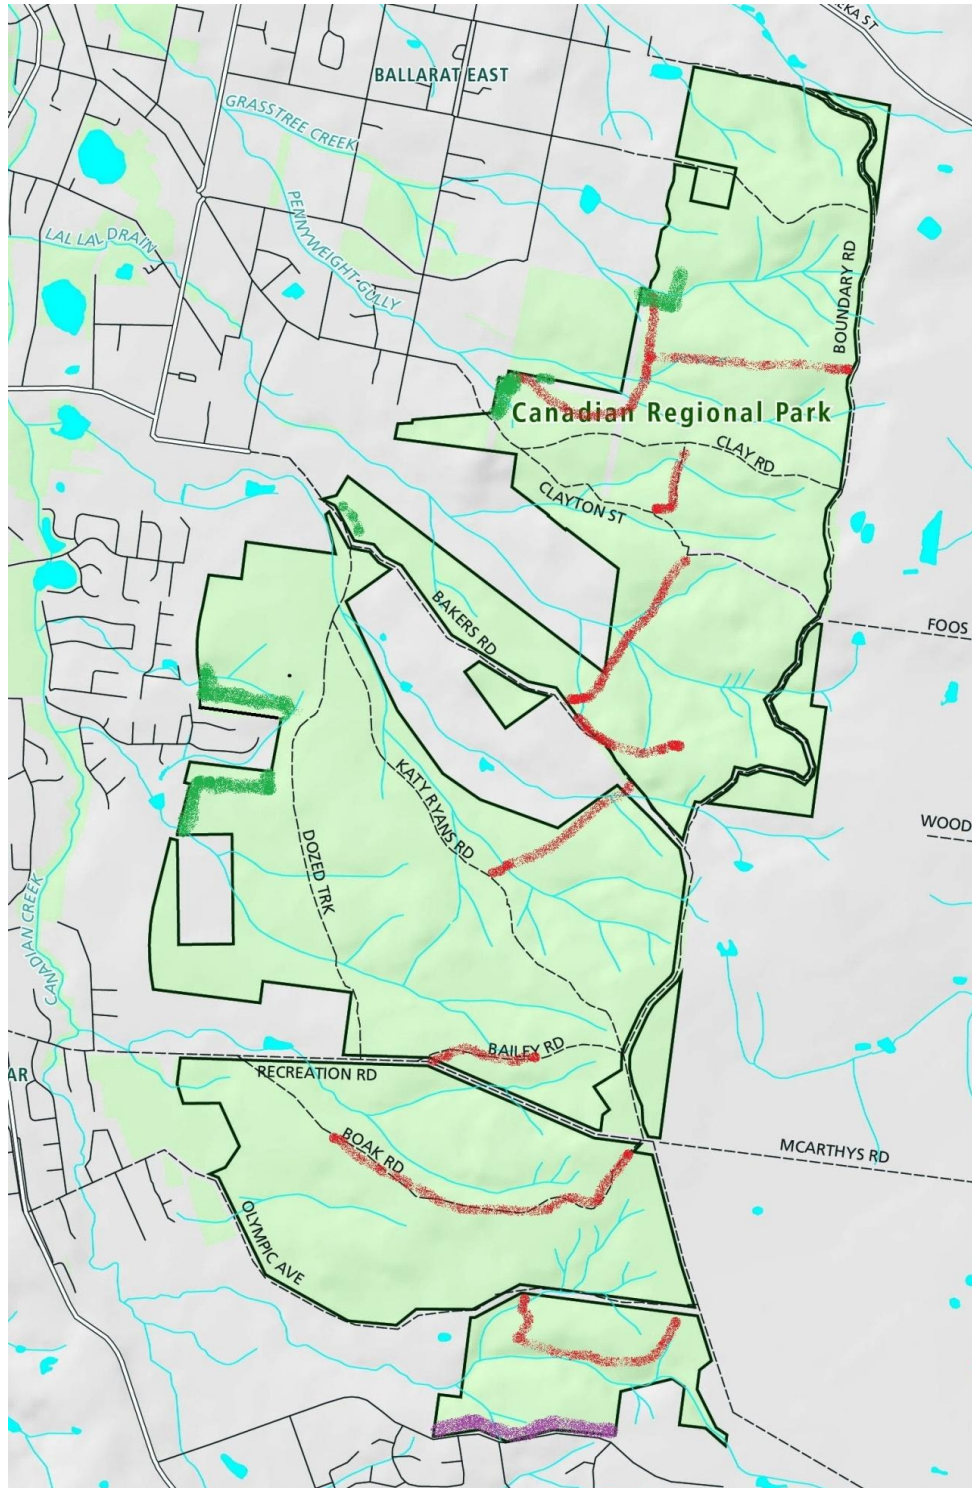 BALLARAT EAST
GRASSTREE CREEK
PENNYWEIGHT GULLY
LAL LAL DRAIN
BOUNDARY RD
Canadian Regional Park
CLAY RD
CLAYTON ST
BAKERS RD
FOOS
KATY RYANS RD
WOOD
DOZED TRK
CANADIAN CREEK
BAILEY RD
AR
RECREATION RD
BOAK RD
MCARTHYS RD
OLYMPIC AVE